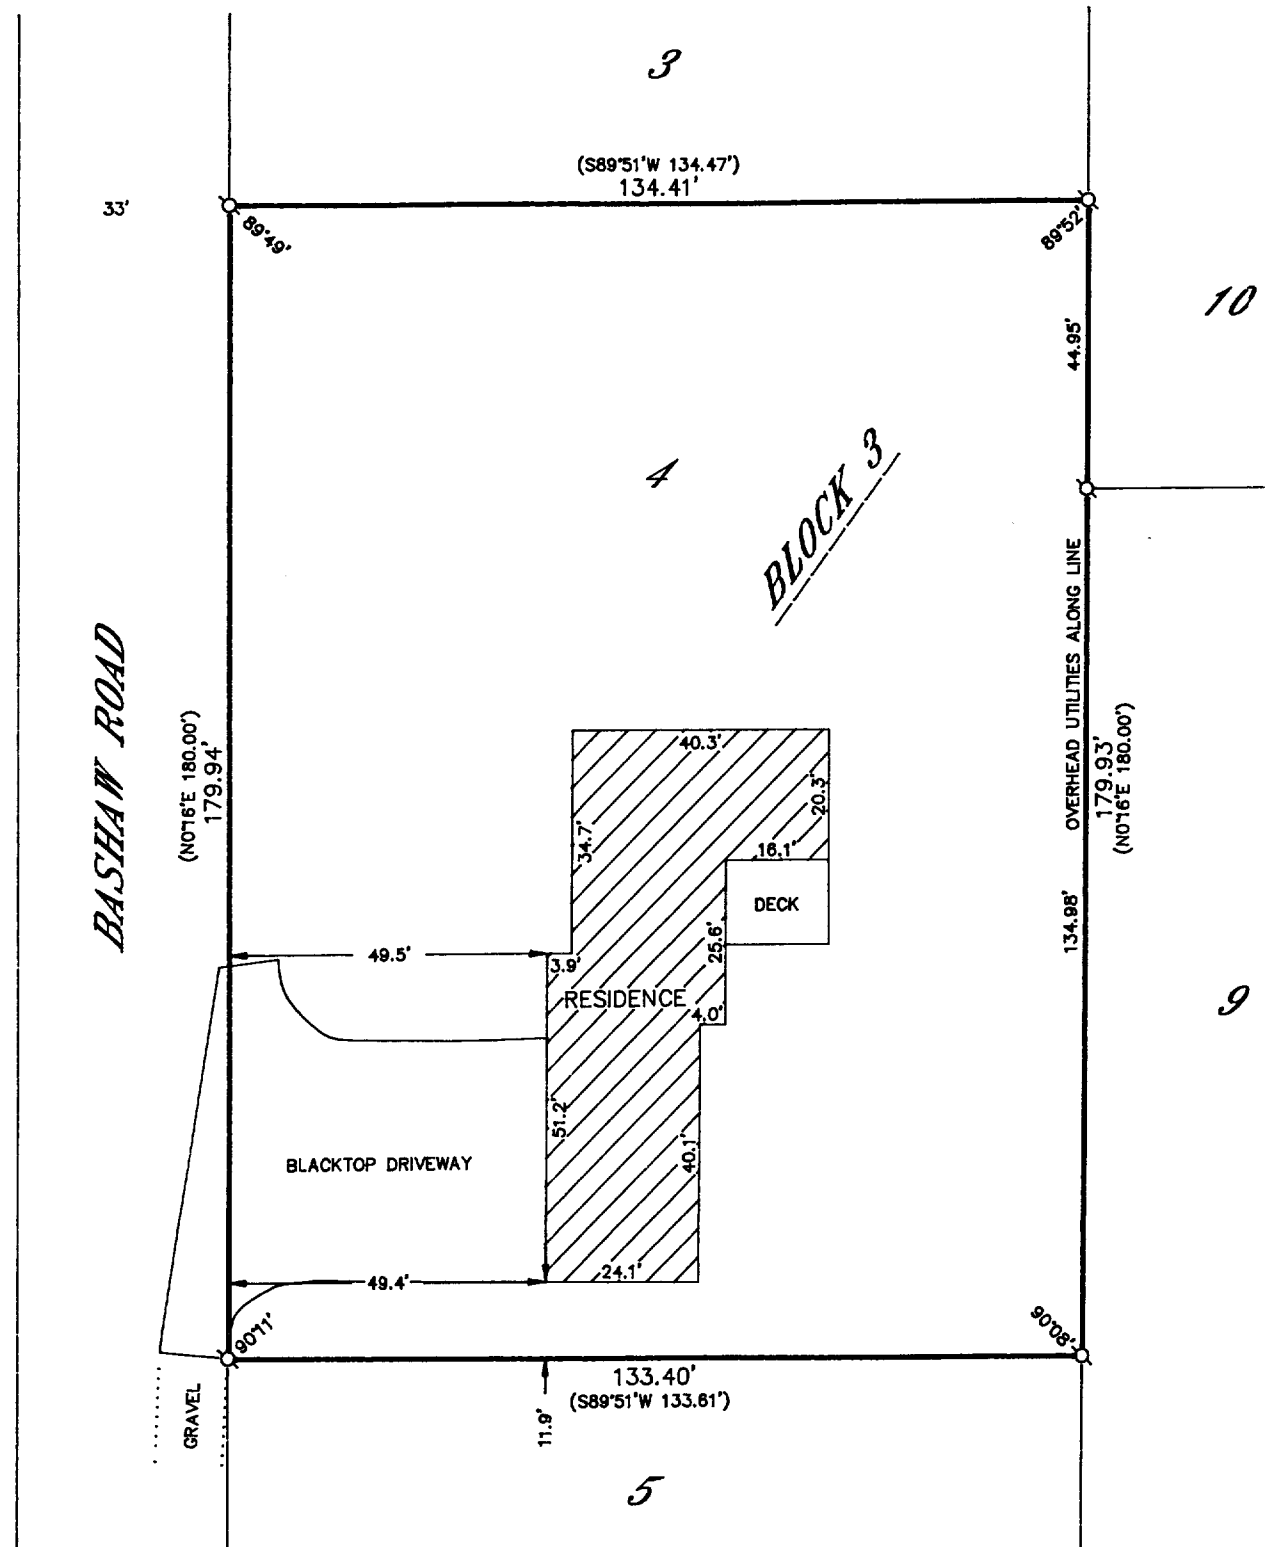 3
(S89°51'W 134.47')
134.41'
33'
89°49'
89°52'
10
44.95'
4
BLOCK 3
OVERHEAD UTILITIES ALONG LINE
BASHAW ROAD
(N0°16'E 180.00')
179.94'
179.93'
(N0°16'E 180.00')
40.3'
20.3'
34.7'
16.1'
DECK
134.98'
25.6'
49.5'
3.9'
RESIDENCE
4.0'
9
51.2'
40.1'
BLACKTOP DRIVEWAY
24.1'
49.4'
90°11'
90°08'
133.40'
(S89°51'W 133.61')
GRAVEL
11.9'
5